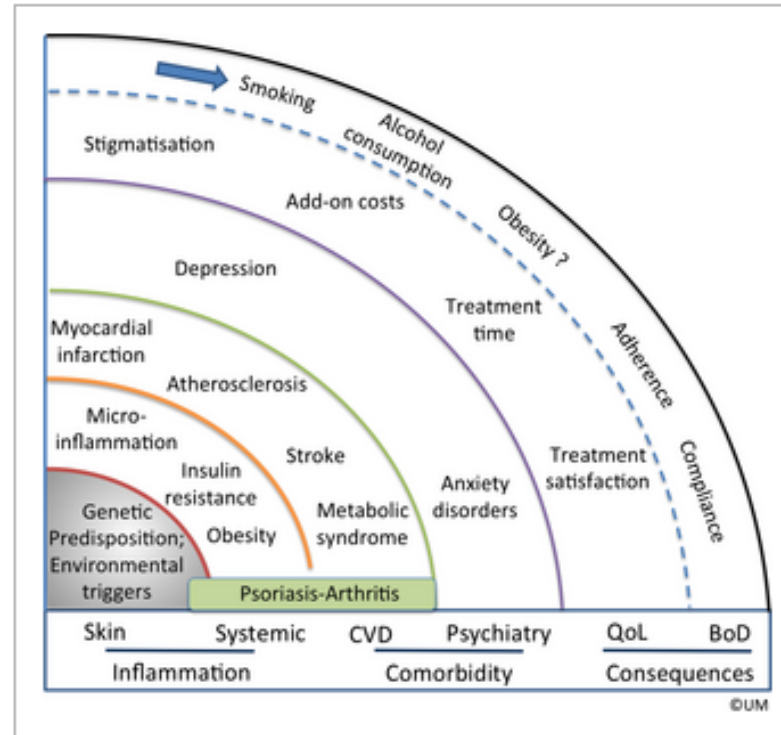 Smoking
Alcohol
consumption
Obesity ?
Adherence
Compliance
Stigmatisation
Add-on costs
Treatment
time
Treatment
satisfaction
Depression
Anxiety
disorders
Myocardial
infarction
Atherosclerosis
Stroke
Metabolic
syndrome
Micro-
inflammation
Insulin
resistance
Obesity
Genetic
Predisposition;
Environmental
triggers
Psoriasis-Arthritis
Skin Systemic CVD Psychiatry QoL BoD
Inflammation Comorbidity Consequences
©UM